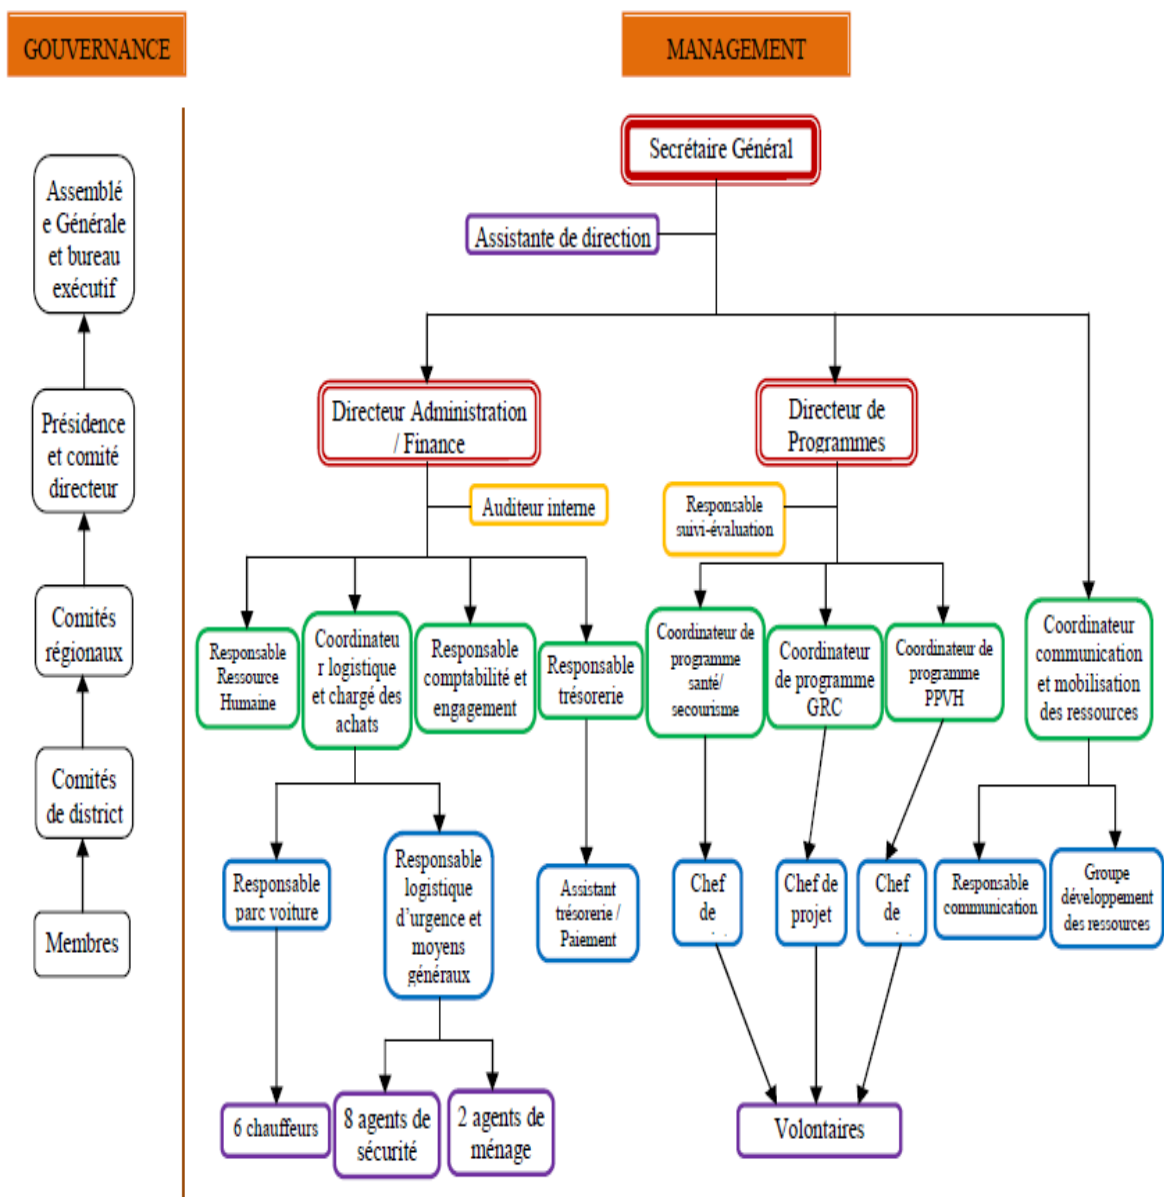 GOUVERNANCE
MANAGEMENT
Assemblé
e Générale
et bureau
exécutif
Présidence
et comité
directeur
Comités
régionaux
Comités
de district
Membres
Secrétaire Général
Assistante de direction
Directeur Administration
/ Finance
Directeur de
Programmes
Auditeur interne
Responsable
suivi-évaluation
Responsable
Ressource
Humaine
Coordinateu
r logistique
et chargé des
achats
Responsable
comptabilité et
engagement
Responsable
trésorerie
Coordinateur de
programme
santé/
secourisme
Coordinateur
de programme
GRC
Coordinateur de
programme
PPVH
Coordinateur
communication
et mobilisation
des ressources
Responsable
parc voiture
Responsable
logistique
d’urgence et
moyens
généraux
Assistant
trésorerie /
Paiement
Chef
de
Chef de
projet
Chef
de
Responsable
communication
Groupe
développement
des ressources
6 chauffeurs
8 agents de
sécurité
2 agents de
ménage
Volontaires